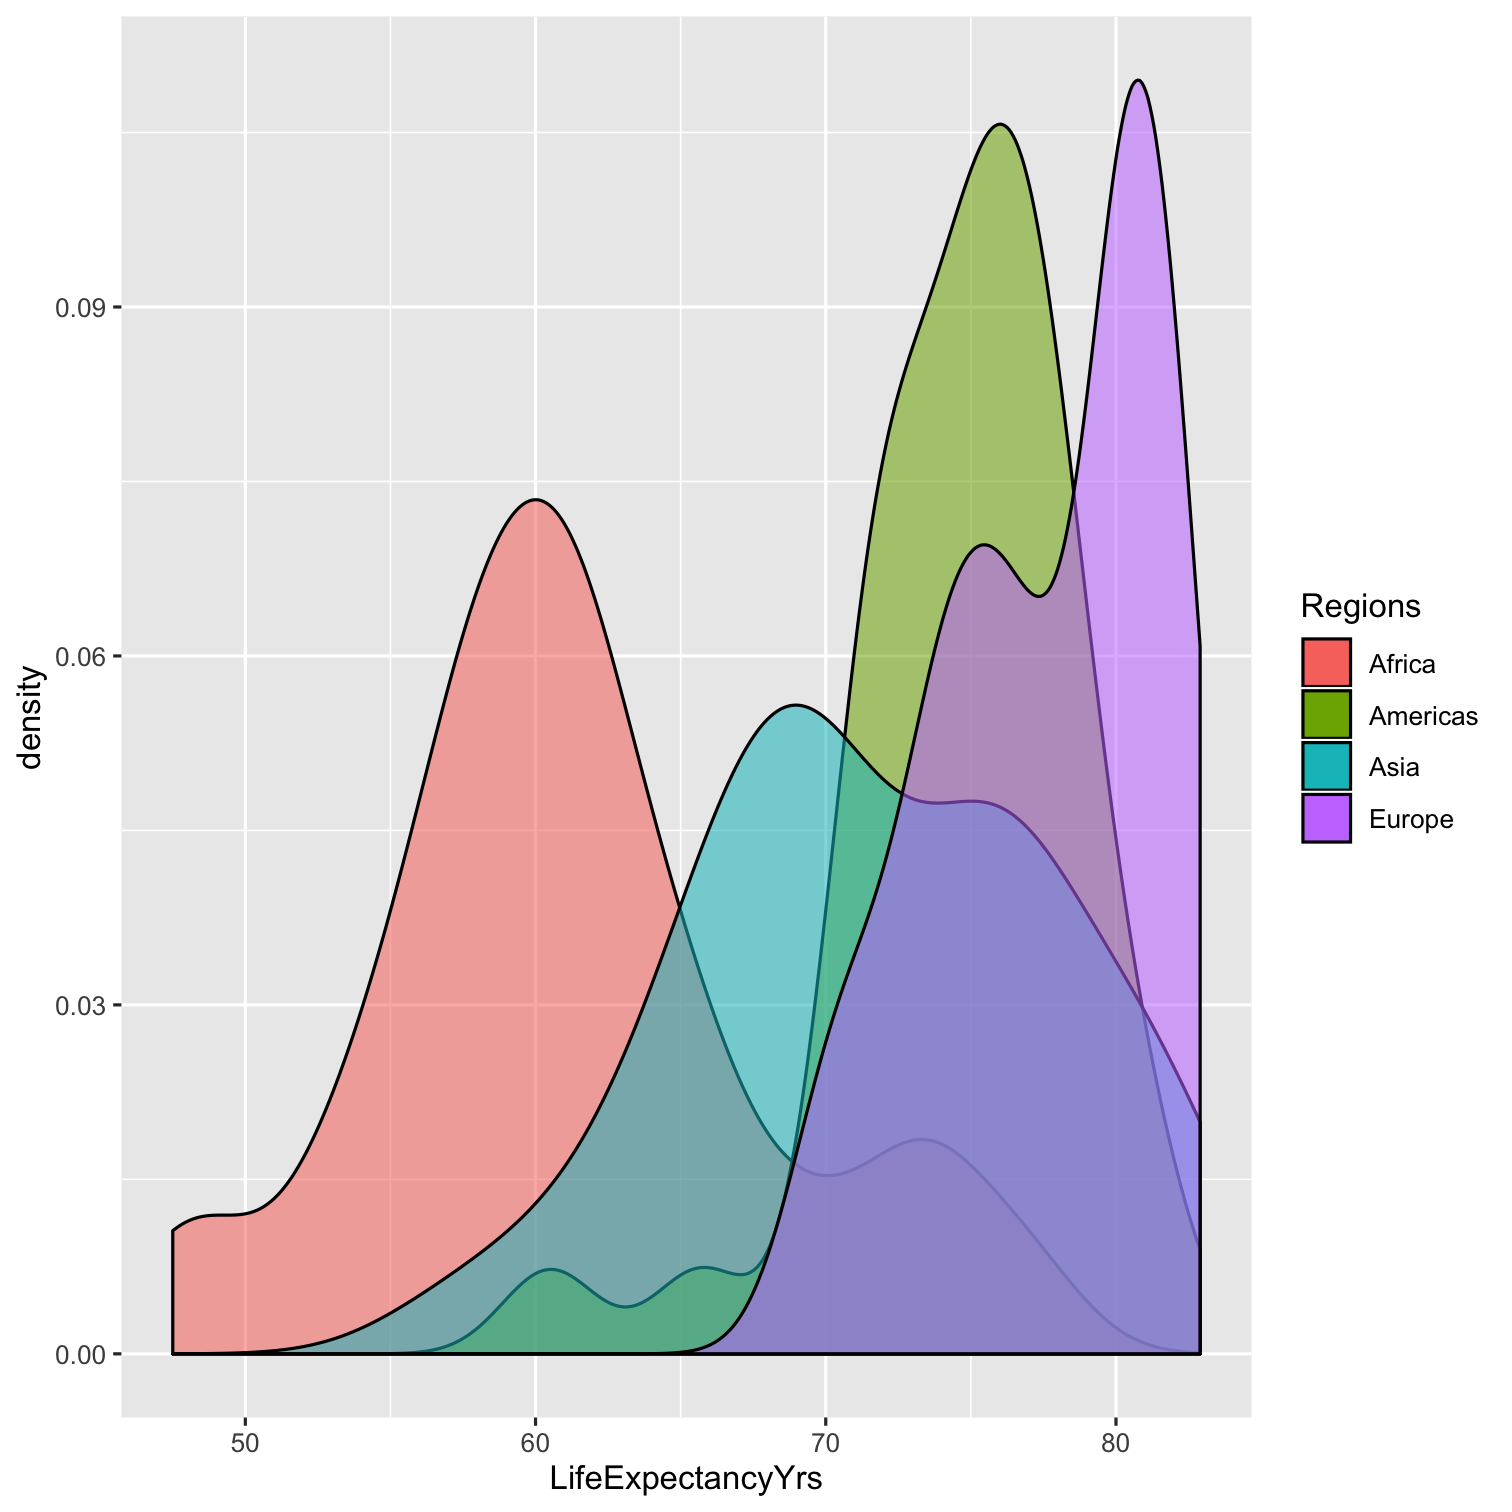 0.09
0.06
0.03
0.00
density
50 60 70 80
LifeExpectancyYrs
Regions
Africa
Americas
Asia
Europe